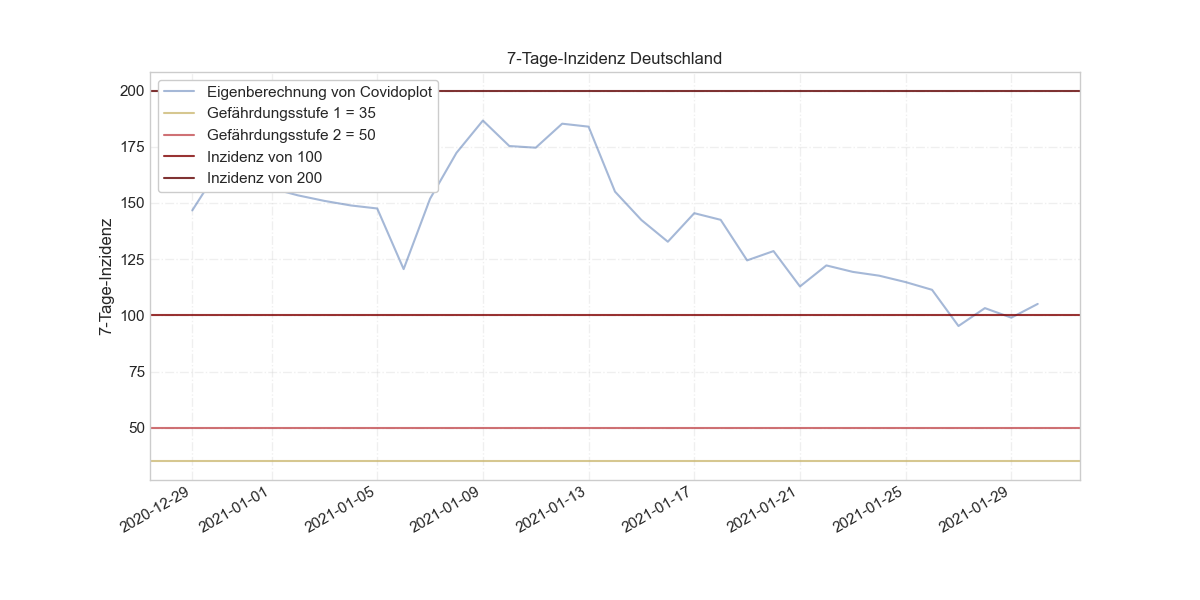 7-Tage-Inzidenz Deutschland
Eigenberechnung von Covidoplot
Gefährdungsstufe 1 = 35
Gefährdungsstufe 2 = 50
Inzidenz von 100
Inzidenz von 200
7-Tage-Inzidenz
200
175
150
125
100
75
50
2020-12-29
2021-01-01
2021-01-05
2021-01-09
2021-01-13
2021-01-17
2021-01-21
2021-01-25
2021-01-29